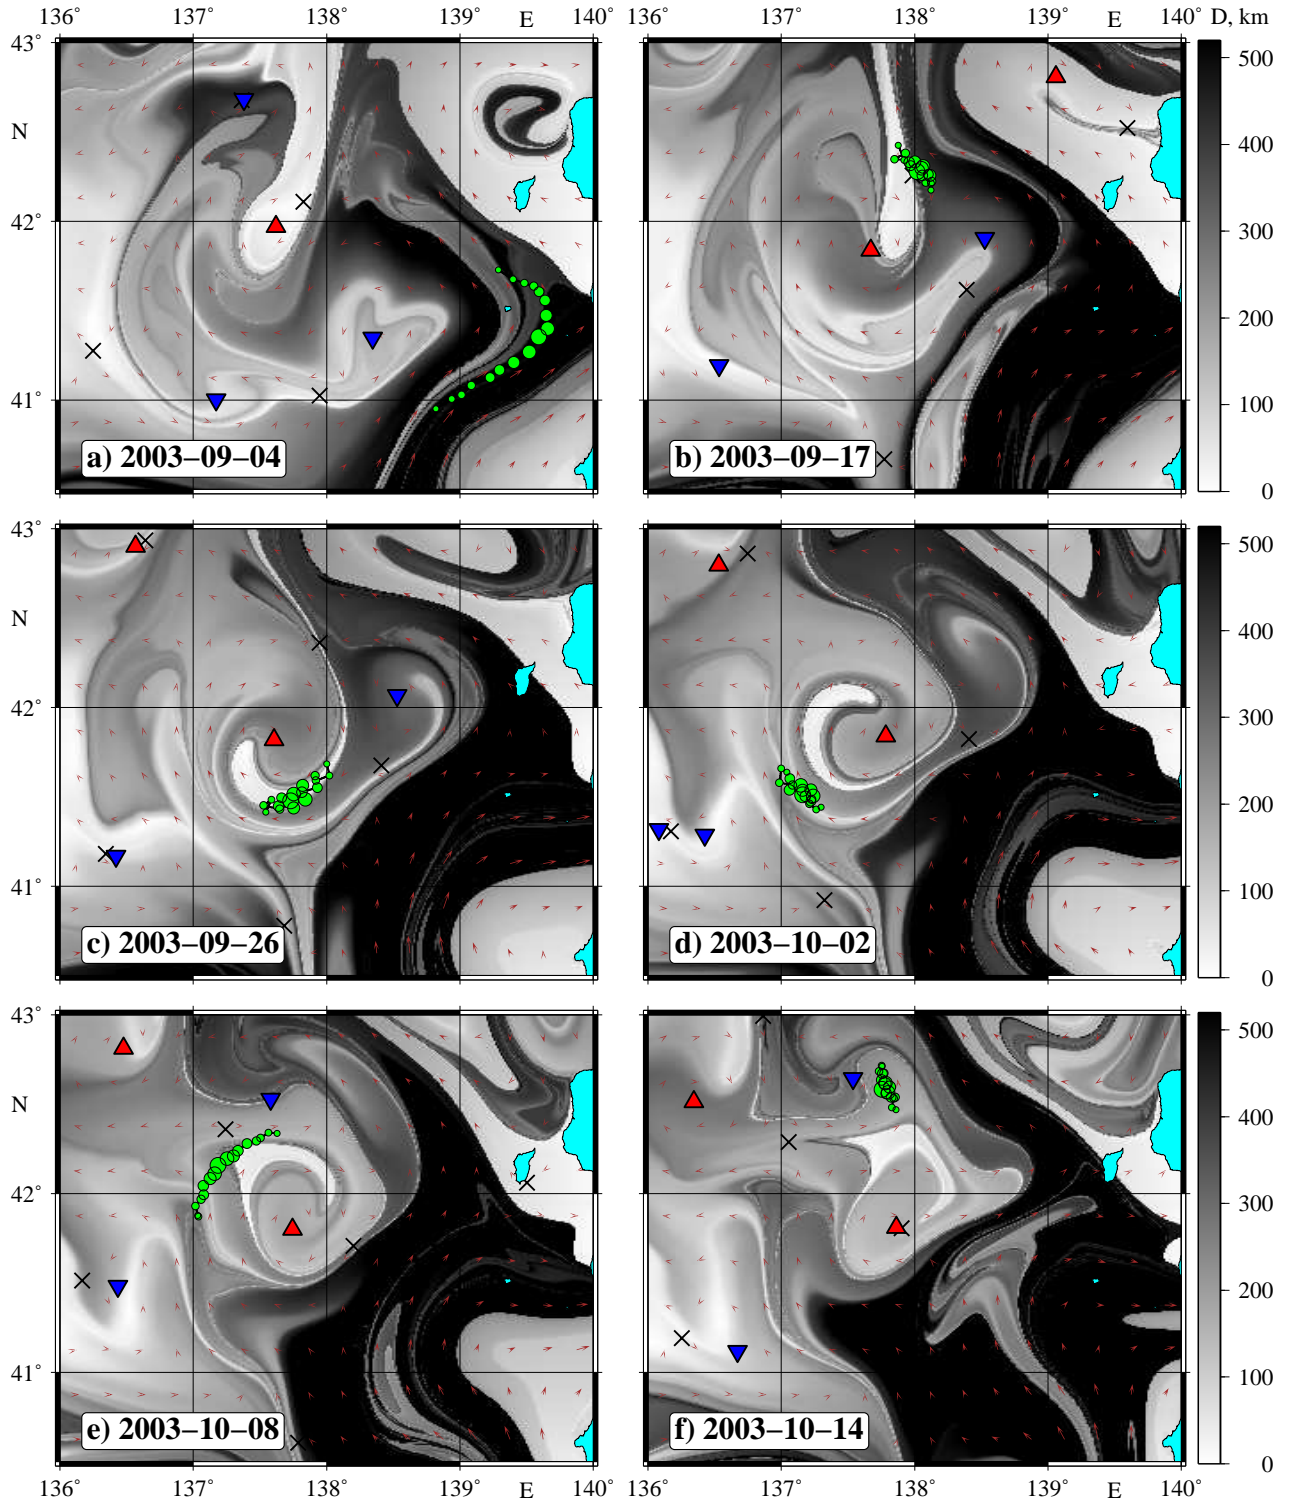 136° 137° 138° E 139° 140° 136° 137° 138° E 139° 140° D, km
43° 500
N 400
42° 300
200
41° 100
a) 2003–09–04 b) 2003–09–17
0
43° 500
N 400
42° 300
200
41° 100
c) 2003–09–26 d) 2003–10–02
0
43° 500
N 400
42° 300
200
41° 100
e) 2003–10–08 f) 2003–10–14
0
136° 137° 138° E 139° 140° 136° 137° 138° E 139° 140°